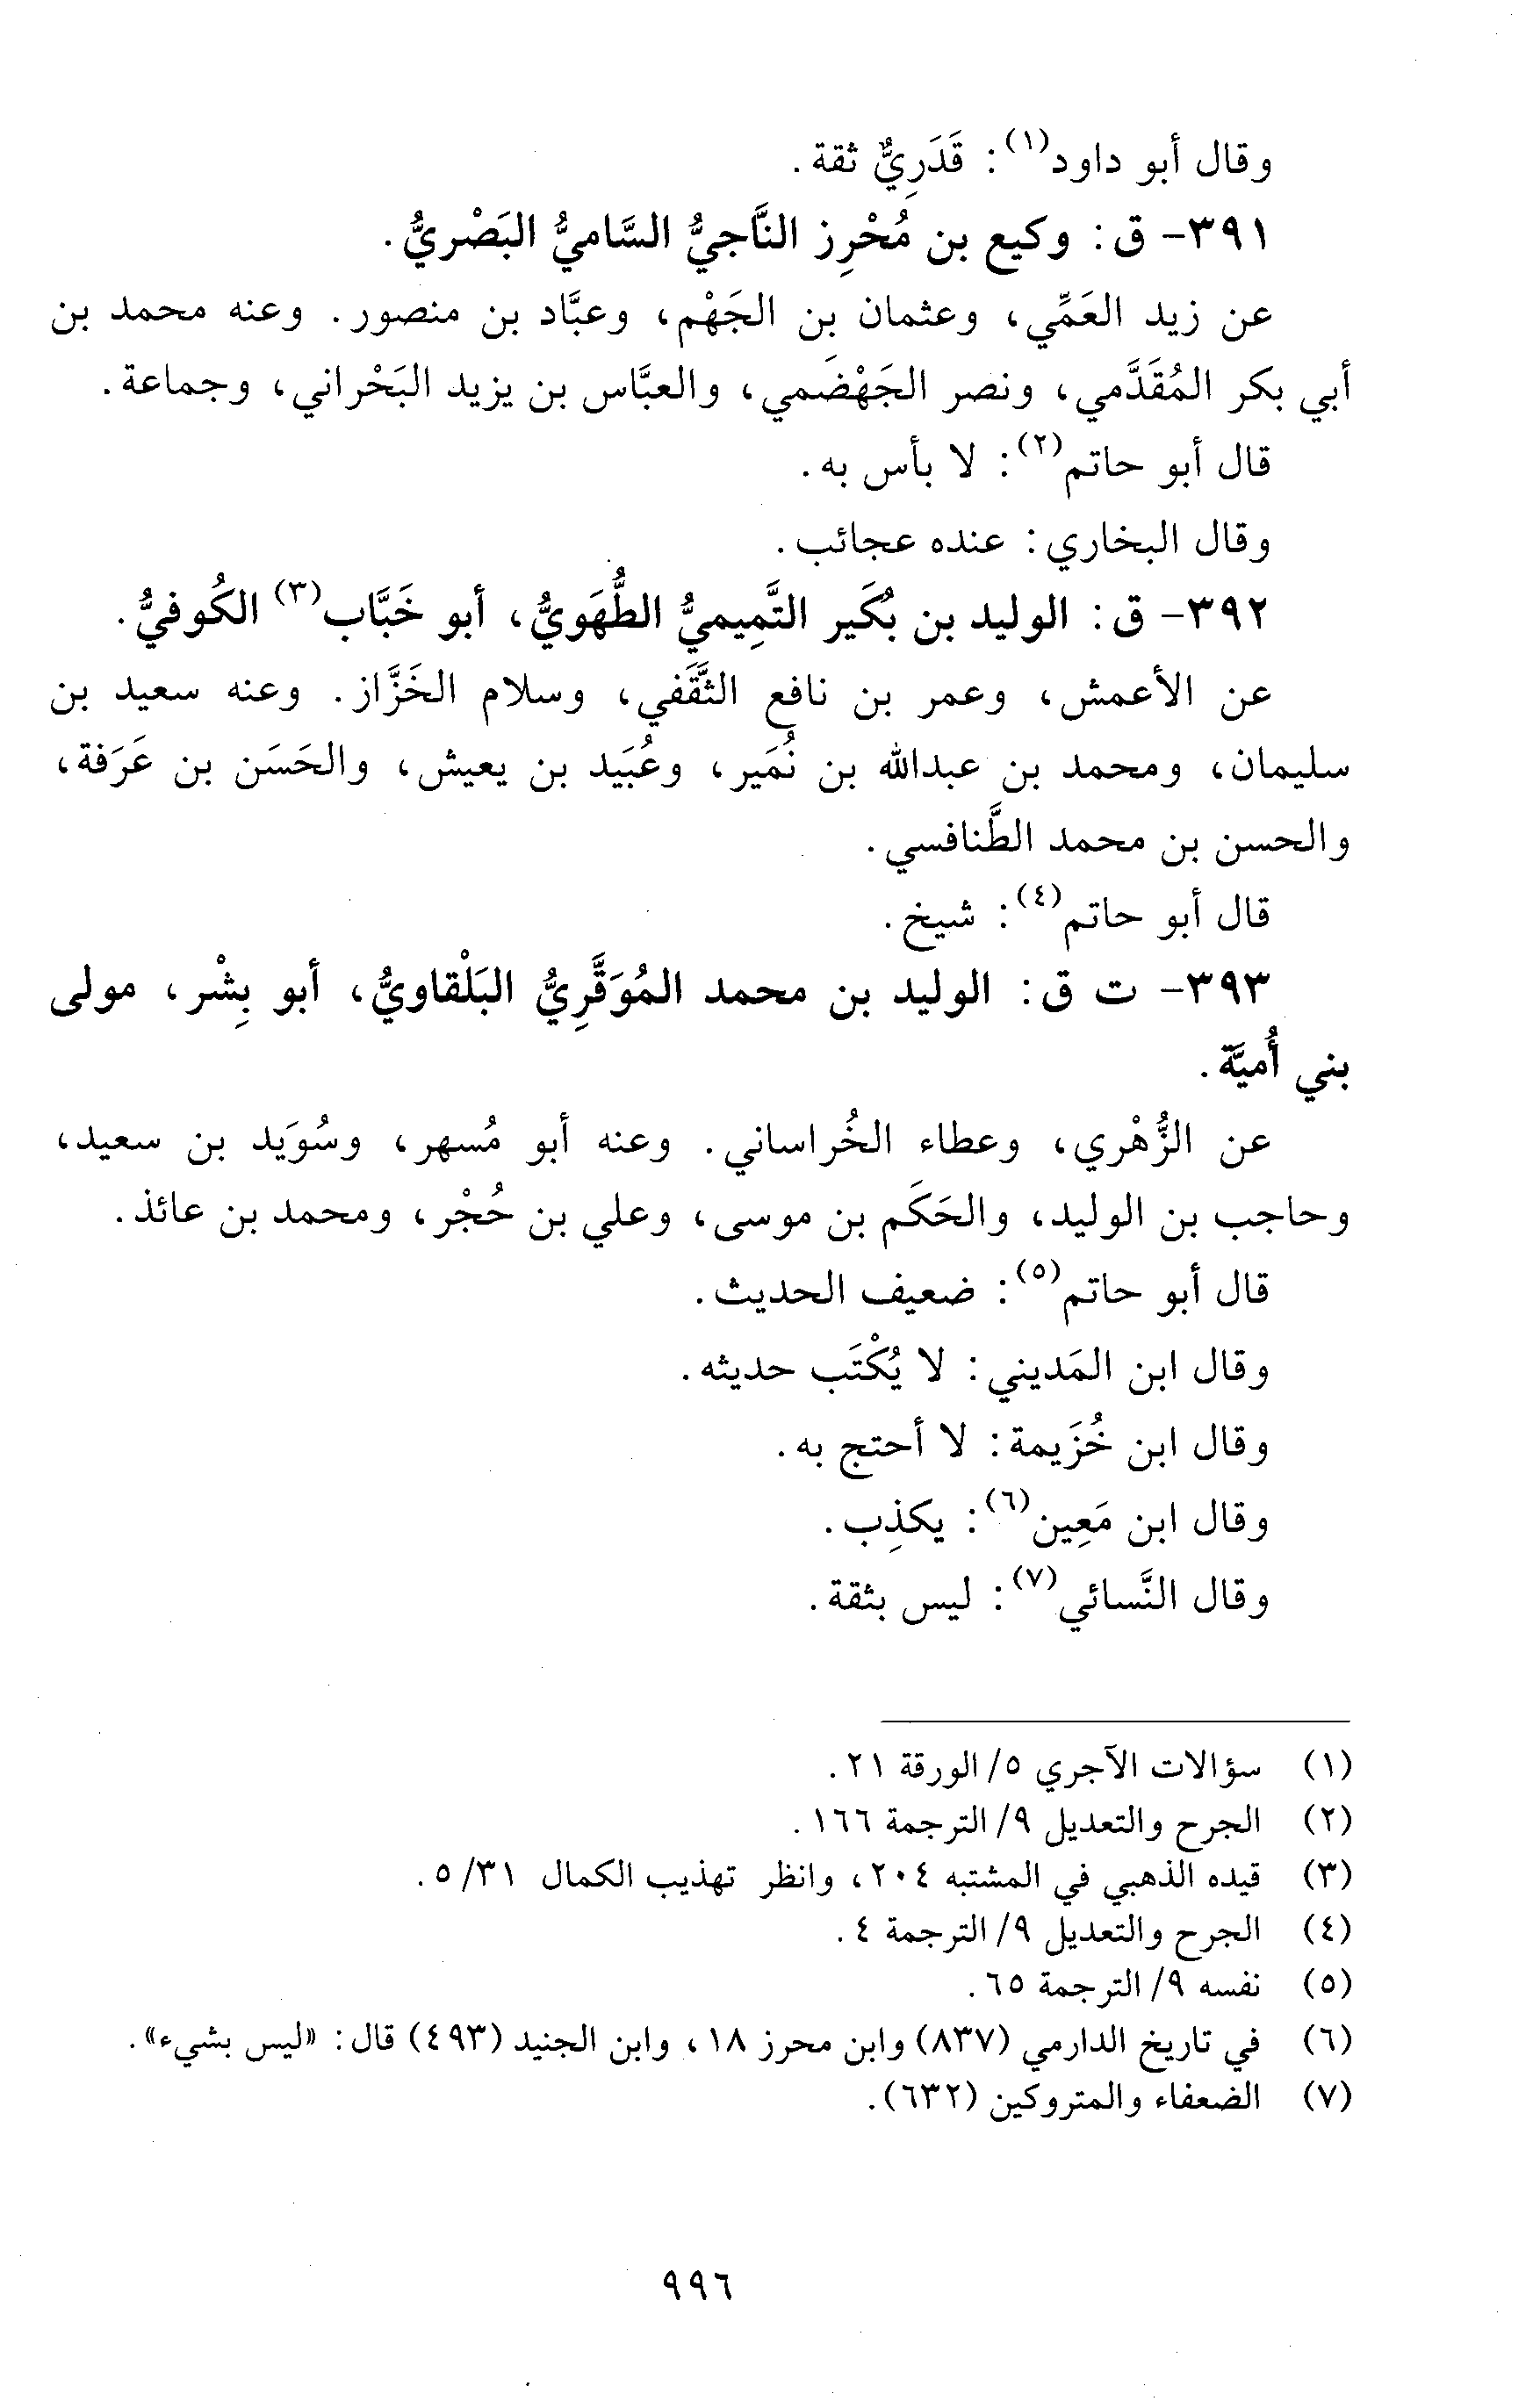 وقال أبو داود(١): قَدَرِيٌّ ثقة.
٣٩١- ق: وكيع بن مُحْرِز النَّاجيُّ السَّاميُّ البَصْريُّ.
عن زيد العَمِّي، وعثمان بن الجَهْم، وعبَّاد بن منصور. وعنه محمد بن
أبي بكر المُقَدَّمي، ونصر الجَهْضَمي، والعبَّاس بن يزيد البَحْراني، وجماعة.
قال أبو حاتم(٢): لا بأس به.
وقال البخاري: عنده عجائب.
٣٩٢- ق: الوليد بن بُكَير التَّمِيميُّ الطُّهَويُّ، أبو خَبَّاب(٣) الكُوفيُّ.
عن الأعمش، وعمر بن نافع الثَّقَفي، وسلام الخَزَّاز. وعنه سعيد بن
سليمان، ومحمد بن عبدالله بن نُمَير، وعُبَيد بن يعيش، والحَسَن بن عَرَفة،
والحسن بن محمد الطَّنافسي.
قال أبو حاتم(٤): شيخ.
٣٩٣- ت ق: الوليد بن محمد المُوَقَّرِيُّ البَلْقاويُّ، أبو بِشْر، مولى
بني أُميَّة.
عن الزُّهْري، وعطاء الخُراساني. وعنه أبو مُسهر، وسُوَيد بن سعيد،
وحاجب بن الوليد، والحَكَم بن موسى، وعلي بن حُجْر، ومحمد بن عائذ.
قال أبو حاتم(٥): ضعيف الحديث.
وقال ابن المَديني: لا يُكْتَب حديثه.
وقال ابن خُزَيمة: لا أحتج به.
وقال ابن مَعِين(٦): يكذِب.
وقال النَّسائي(٧): ليس بثقة.
(١) سؤالات الآجري ٥/ الورقة ٢١.
(٢) الجرح والتعديل ٩/ الترجمة ١٦٦.
(٣) قيده الذهبي في المشتبه ٢٠٤، وانظر تهذيب الكمال ٣١/ ٥.
(٤) الجرح والتعديل ٩/ الترجمة ٤.
(٥) نفسه ٩/ الترجمة ٦٥.
(٦) في تاريخ الدارمي (٨٣٧) وابن محرز ١٨، وابن الجنيد (٤٩٣) قال: «ليس بشيء».
(٧) الضعفاء والمتروكين (٦٣٢).
٩٩٦